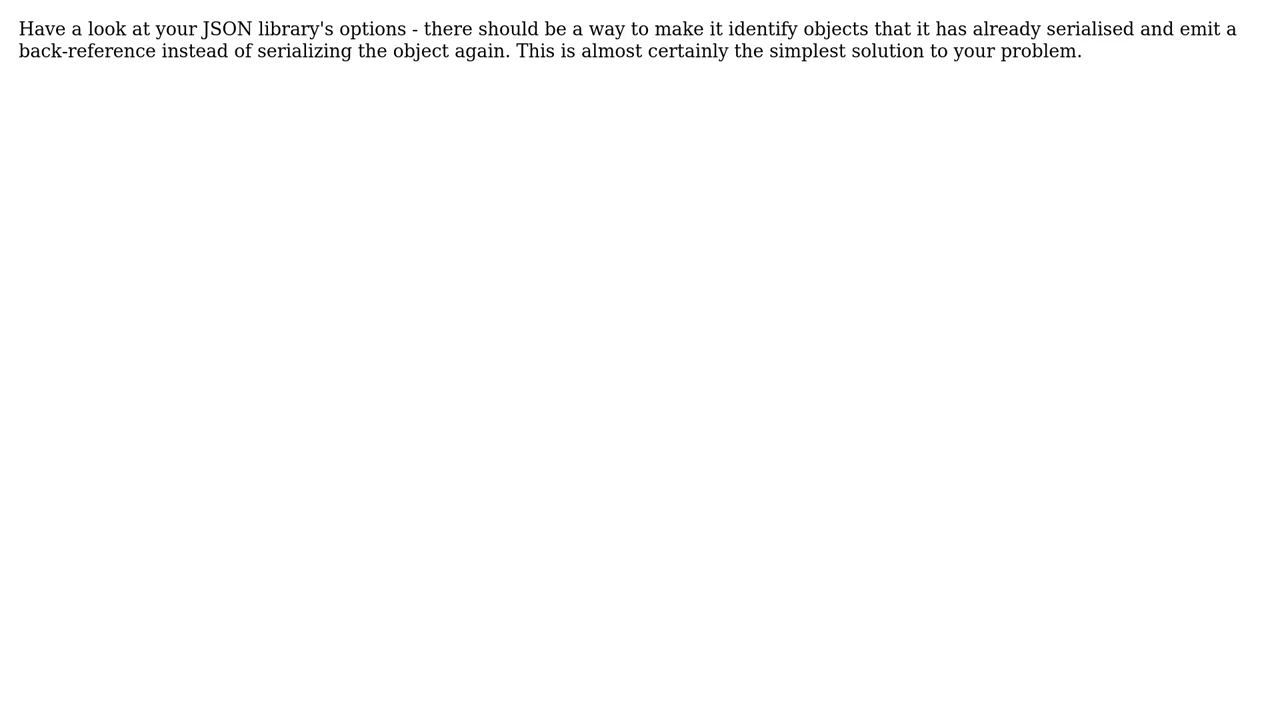 Have a look at your JSON library's options - there should be a way to make it identify objects that it has already serialised and emit a
back-reference instead of serializing the object again. This is almost certainly the simplest solution to your problem.